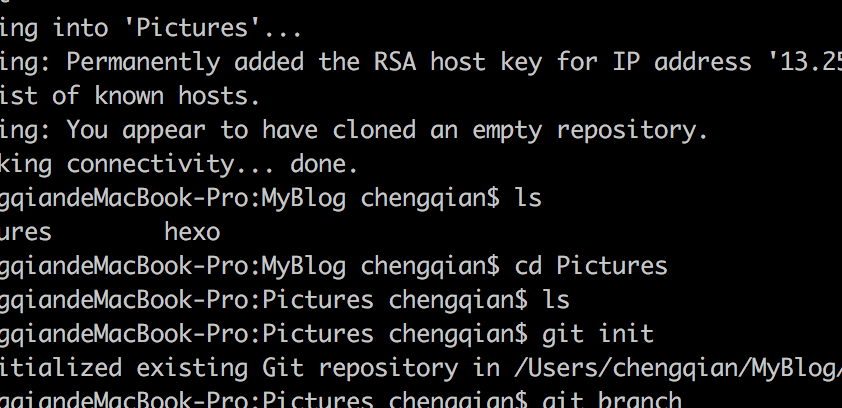 ing into 'Pictures'...
ing: Permanently added the RSA host key for IP address '13.25
ist of known hosts.
ing: You appear to have cloned an empty repository.
king connectivity... done.
gqiandeMacBook-Pro:MyBlog chengqian$ ls
ures hexo
gqiandeMacBook-Pro:MyBlog chengqian$ cd Pictures
gqiandeMacBook-Pro:Pictures chengqian$ ls
gqiandeMacBook-Pro:Pictures chengqian$ git init
itialized existing Git repository in /Users/chengqian/MyBlog/
gqiandeMacBook-Pro:Pictures chengqian$ git branch